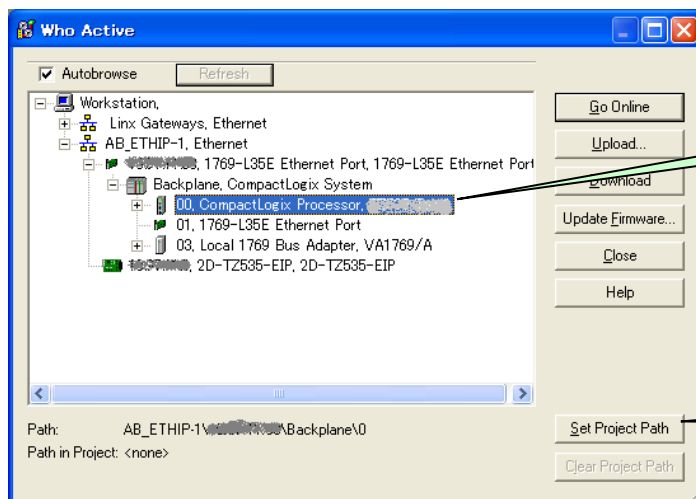 Who Active
Autobrowse
Refresh
Workstation,
Linx Gateways, Ethernet
AB_ETHIP-1, Ethernet
, 1769-L35E Ethernet Port, 1769-L35E Ethernet Port
Backplane, CompactLogix System
00, CompactLogix Processor,
01, 1769-L35E Ethernet Port
03, Local 1769 Bus Adapter, VA1769/A
, 2D-TZ535-EIP, 2D-TZ535-EIP
Go Online
Upload...
Download
Update Firmware...
Close
Help
Path: AB_ETHIP-1\ \Backplane\0
Set Project Path
Path in Project: <none>
Clear Project Path